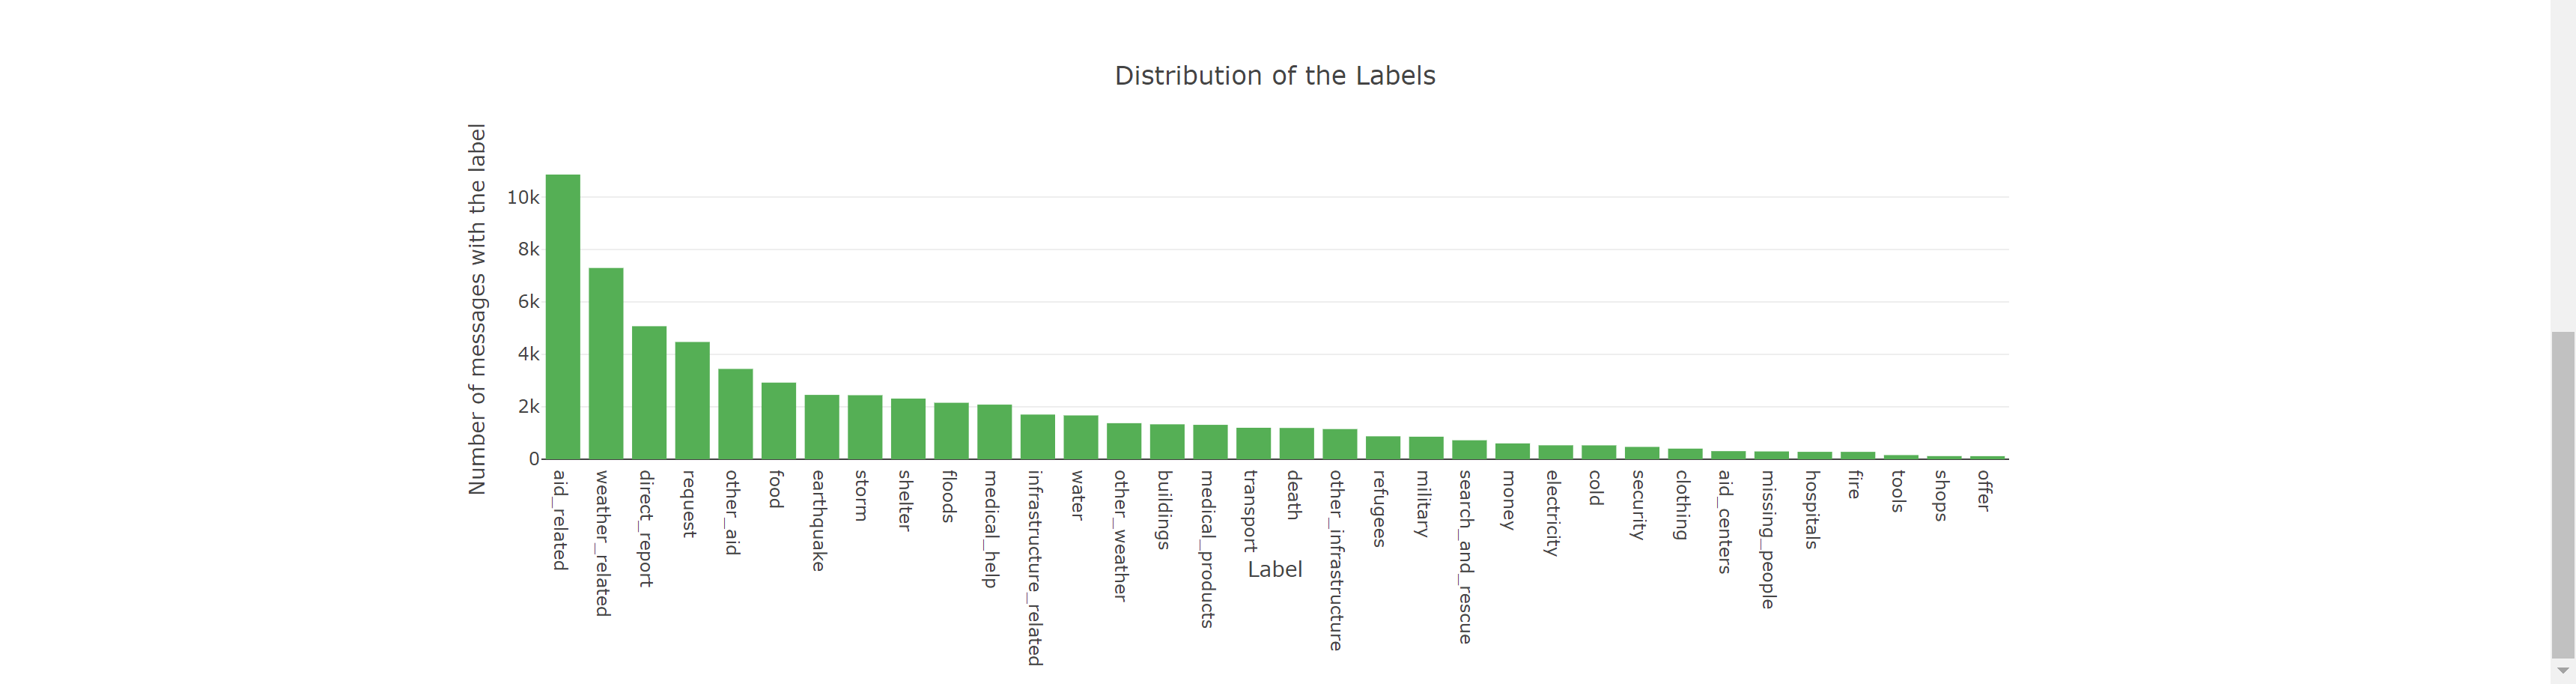 Distribution of the Labels
Number of messages with the label
10k
8k
6k
4k
2k
0
aid_related
weather_related
direct_report
request
other_aid
food
earthquake
storm
shelter
floods
medical_help
infrastructure_related
water
other_weather
buildings
medical_products
transport
death
other_infrastructure
refugees
military
search_and_rescue
money
electricity
cold
security
clothing
aid_centers
missing_people
hospitals
fire
tools
shops
offer
Label